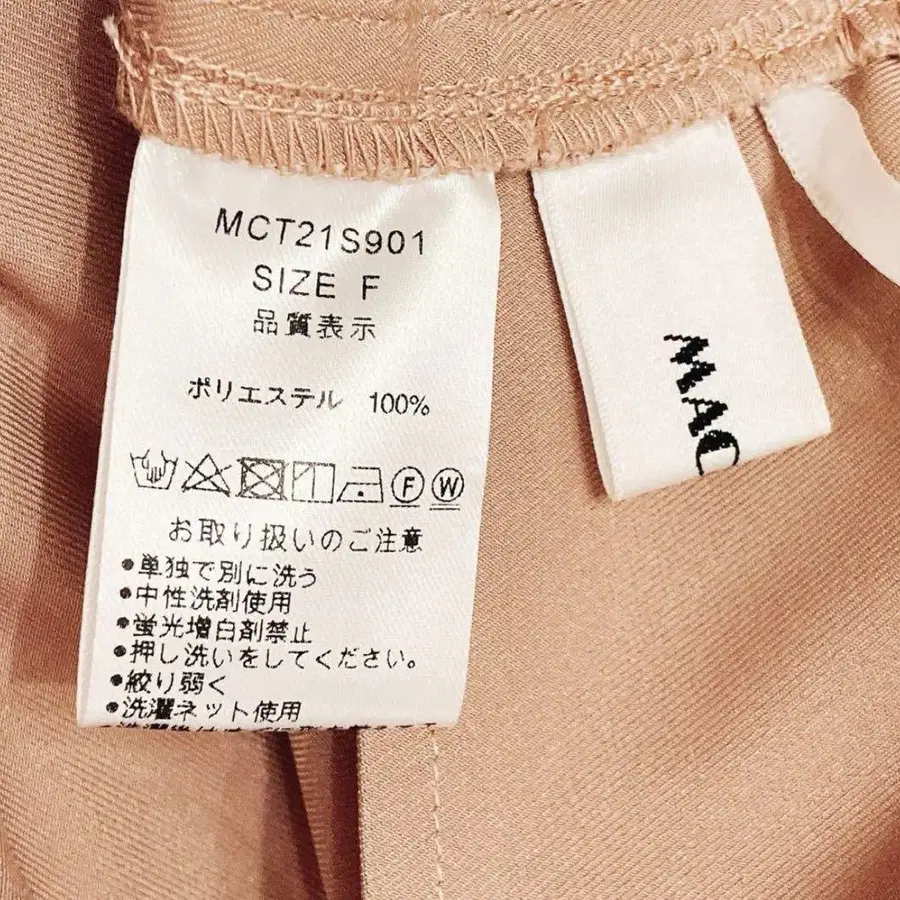 MCT21S901
SIZE F
品質表示
ポリエステル 100%
F W
お取り扱いのご注意
•単独で別に洗う
•中性洗剤使用
•蛍光増白剤禁止
•押し洗いをしてください。
•絞り弱く
•洗濯ネット使用
MAC